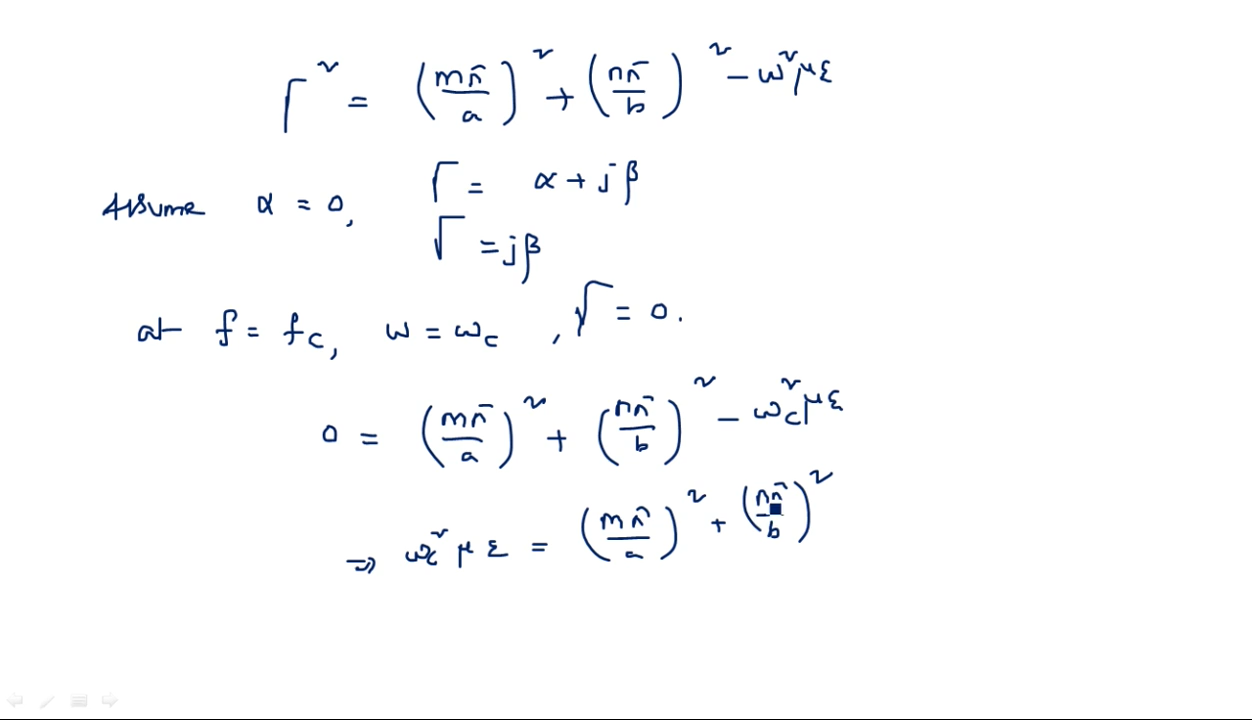 Γ² = (mπ/a)² + (nπ/b)² - ω²με
Γ = α + jβ
Assume α = 0,
Γ = jβ
at f = fc, ω = ωc, Γ = 0.
0 = (mπ/a)² + (nπ/b)² - ωc²με
⇒ ωc² μ ε = (mπ/a)² + (nπ/b)²